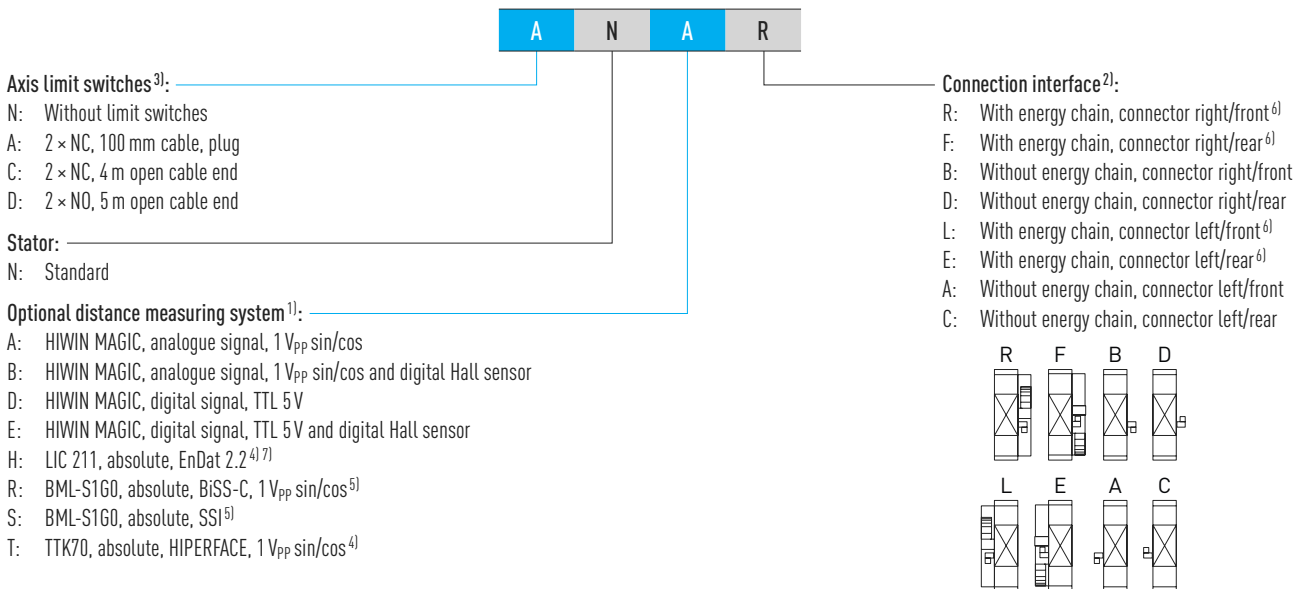 A N A R
Axis limit switches 3):
N: Without limit switches
A: 2 × NC, 100 mm cable, plug
C: 2 × NC, 4 m open cable end
D: 2 × NO, 5 m open cable end
Stator:
N: Standard
Optional distance measuring system 1):
A: HIWIN MAGIC, analogue signal, 1 VPP sin/cos
B: HIWIN MAGIC, analogue signal, 1 VPP sin/cos and digital Hall sensor
D: HIWIN MAGIC, digital signal, TTL 5 V
E: HIWIN MAGIC, digital signal, TTL 5 V and digital Hall sensor
H: LIC 211, absolute, EnDat 2.2 4) 7)
R: BML-S1G0, absolute, BiSS-C, 1 VPP sin/cos 5)
S: BML-S1G0, absolute, SSI 5)
T: TTK70, absolute, HIPERFACE, 1 VPP sin/cos 4)
Connection interface 2):
R: With energy chain, connector right/front 6)
F: With energy chain, connector right/rear 6)
B: Without energy chain, connector right/front
D: Without energy chain, connector right/rear
L: With energy chain, connector left/front 6)
E: With energy chain, connector left/rear 6)
A: Without energy chain, connector left/front
C: Without energy chain, connector left/rear
R F B D
L E A C